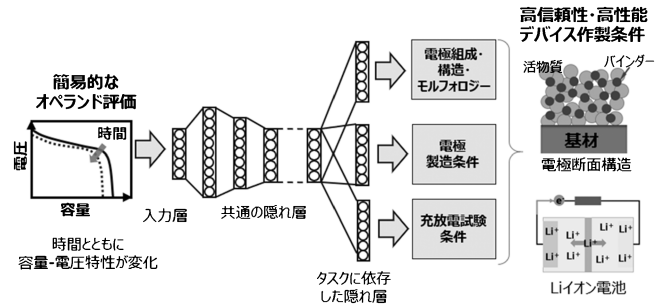 簡易的な
オペランド評価
時間
電圧
容量
時間とともに
容量-電圧特性が変化
入力層
共通の隠れ層
タスクに依存
した隠れ層
電極組成・
構造・
モルフォロジー
電極
製造条件
充放電試験
条件
高信頼性・高性能
デバイス作製条件
活物質
バインダー
基材
電極断面構造
e
Li+ Li+ Li+
Li+ Li+
Li+ Li+ Li+
Liイオン電池